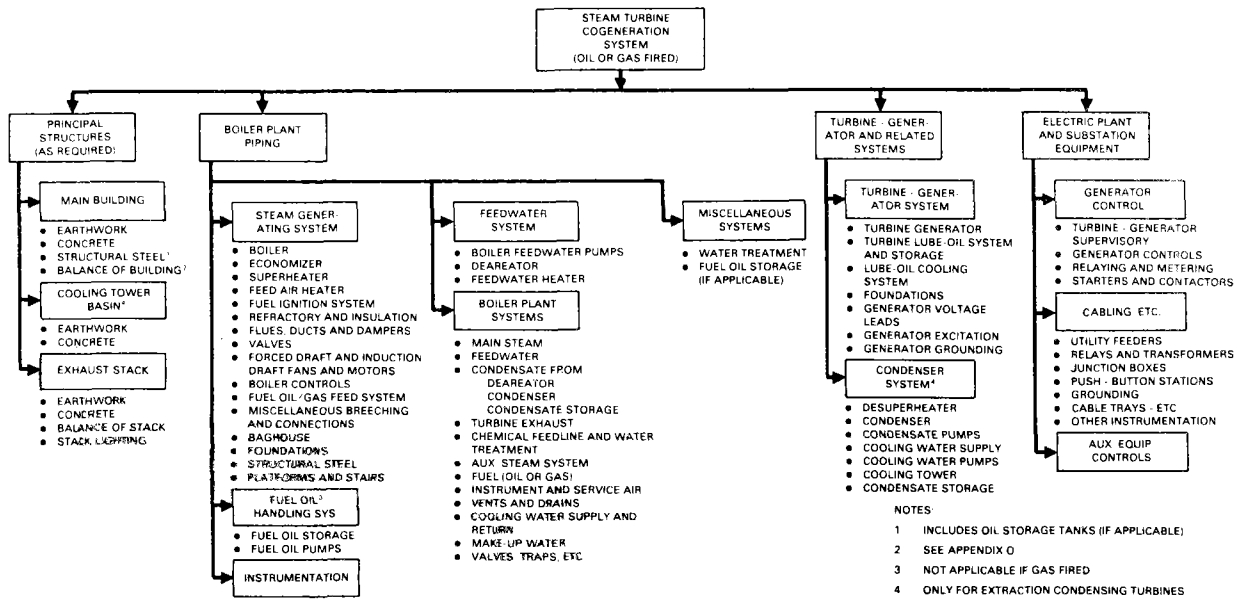 STEAM TURBINE
COGENERATION
SYSTEM
(OIL OR GAS FIRED)
PRINCIPAL
STRUCTURES
(AS REQUIRED)
MAIN BUILDING
• EARTHWORK
• CONCRETE
• STRUCTURAL STEEL¹
• BALANCE OF BUILDING²
COOLING TOWER
BASIN⁴
• EARTHWORK
• CONCRETE
EXHAUST STACK
• EARTHWORK
• CONCRETE
• BALANCE OF STACK
• STACK LIGHTING
BOILER PLANT
PIPING
STEAM GENER-
ATING SYSTEM
• BOILER
• ECONOMIZER
• SUPERHEATER
• FEED AIR HEATER
• FUEL IGNITION SYSTEM
• REFRACTORY AND INSULATION
• FLUES, DUCTS AND DAMPERS
• VALVES
• FORCED DRAFT AND INDUCTION
DRAFT FANS AND MOTORS
• BOILER CONTROLS
• FUEL OIL/GAS FEED SYSTEM
• MISCELLANEOUS BREECHING
AND CONNECTIONS
• BAGHOUSE
• FOUNDATIONS
• STRUCTURAL STEEL
• PLATFORMS AND STAIRS
FUEL OIL³
HANDLING SYS
• FUEL OIL STORAGE
• FUEL OIL PUMPS
INSTRUMENTATION
FEEDWATER
SYSTEM
• BOILER FEEDWATER PUMPS
• DEAREATOR
• FEEDWATER HEATER
BOILER PLANT
SYSTEMS
• MAIN STEAM
• FEEDWATER
• CONDENSATE FROM
DEAREATOR
CONDENSER
CONDENSATE STORAGE
• TURBINE EXHAUST
• CHEMICAL FEEDLINE AND WATER
TREATMENT
• AUX STEAM SYSTEM
• FUEL (OIL OR GAS)
• INSTRUMENT AND SERVICE AIR
• VENTS AND DRAINS
• COOLING WATER SUPPLY AND
RETURN
• MAKE-UP WATER
• VALVES TRAPS, ETC
MISCELLANEOUS
SYSTEMS
• WATER TREATMENT
• FUEL OIL STORAGE
(IF APPLICABLE)
TURBINE - GENER-
ATOR AND RELATED
SYSTEMS
TURBINE - GENER-
ATOR SYSTEM
• TURBINE GENERATOR
• TURBINE LUBE-OIL SYSTEM
AND STORAGE
• LUBE-OIL COOLING
SYSTEM
• FOUNDATIONS
• GENERATOR VOLTAGE
LEADS
• GENERATOR EXCITATION
• GENERATOR GROUNDING
CONDENSER
SYSTEM⁴
• DESUPERHEATER
• CONDENSER
• CONDENSATE PUMPS
• COOLING WATER SUPPLY
• COOLING WATER PUMPS
• COOLING TOWER
• CONDENSATE STORAGE
ELECTRIC PLANT
AND SUBSTATION
EQUIPMENT
GENERATOR
CONTROL
• TURBINE - GENERATOR
SUPERVISORY
• GENERATOR CONTROLS
• RELAYING AND METERING
• STARTERS AND CONTACTORS
CABLING ETC.
• UTILITY FEEDERS
• RELAYS AND TRANSFORMERS
• JUNCTION BOXES
• PUSH - BUTTON STATIONS
• GROUNDING
• CABLE TRAYS - ETC
• OTHER INSTRUMENTATION
AUX EQUIP
CONTROLS
NOTES:
1 INCLUDES OIL STORAGE TANKS (IF APPLICABLE)
2 SEE APPENDIX O
3 NOT APPLICABLE IF GAS FIRED
4 ONLY FOR EXTRACTION CONDENSING TURBINES